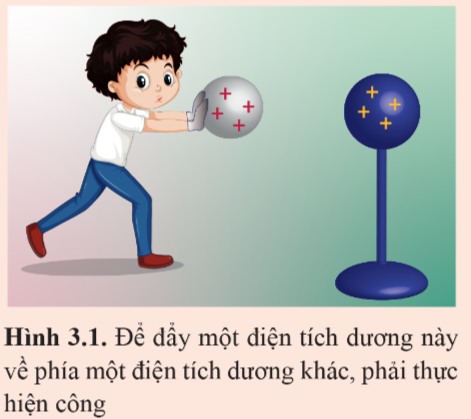 Hình 3.1. Để đẩy một điện tích dương này
về phía một điện tích dương khác, phải thực
hiện công